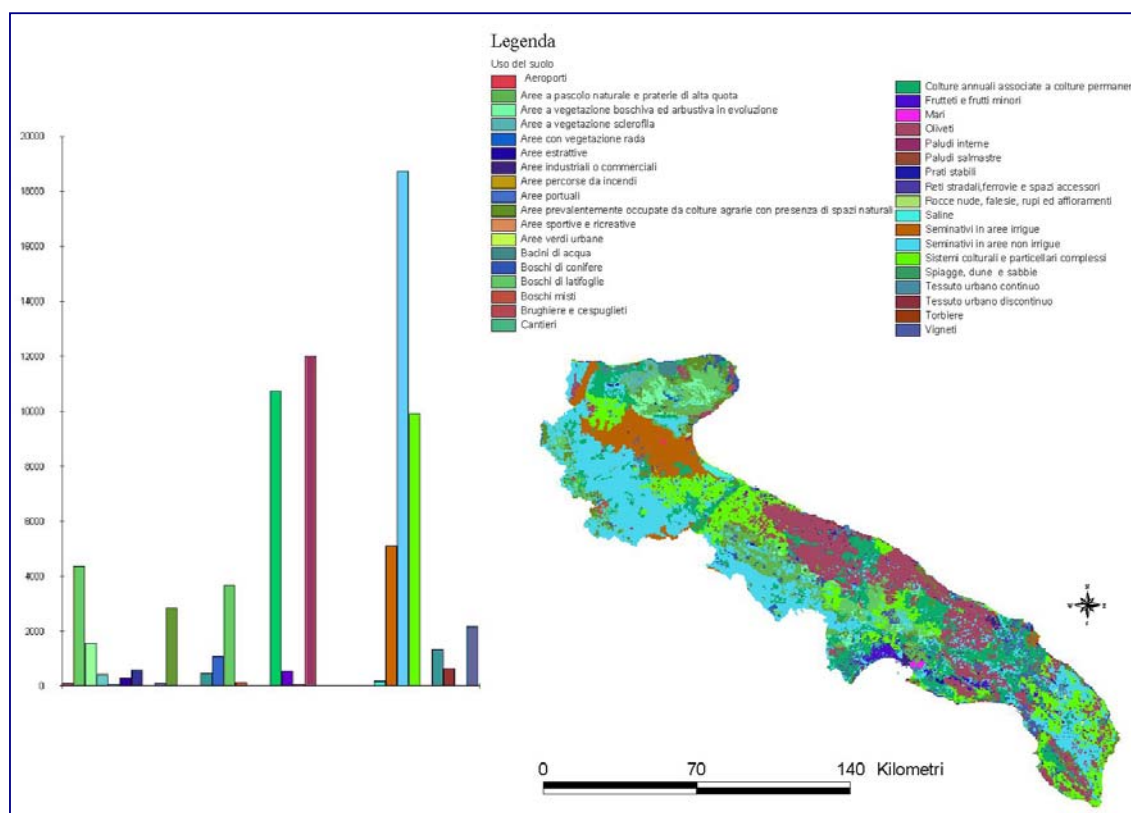 Legenda
Uso del suolo
Aeroporti
Aree a pascolo naturale e praterie di alta quota
Aree a vegetazione boschiva ed arbustiva in evoluzione
Aree a vegetazione sclerofila
Aree con vegetazione rada
Aree estrattive
Aree industriali o commerciali
Aree percorse da incendi
Aree portuali
Aree prevalentemente occupate da colture agrarie con presenza di spazi naturali
Aree sportive e ricreative
Aree verdi urbane
Bacini di acqua
Boschi di conifere
Boschi di latifoglie
Boschi misti
Brughiere e cespuglieti
Cantieri
Colture annuali associate a colture permanen
Frutteti e frutti minori
Mari
Oliveti
Paludi interne
Paludi salmastre
Prati stabili
Reti stradali,ferrovie e spazi accessori
Rocce nude, falesie, rupi ed affioramenti
Saline
Seminativi in aree irrigue
Seminativi in aree non irrigue
Sistemi colturali e particellari complessi
Spiagge, dune e sabbie
Tessuto urbano continuo
Tessuto urbano discontinuo
Torbiere
Vigneti
20000
18000
16000
14000
12000
10000
8000
6000
4000
2000
0
0 70 140 Kilometri